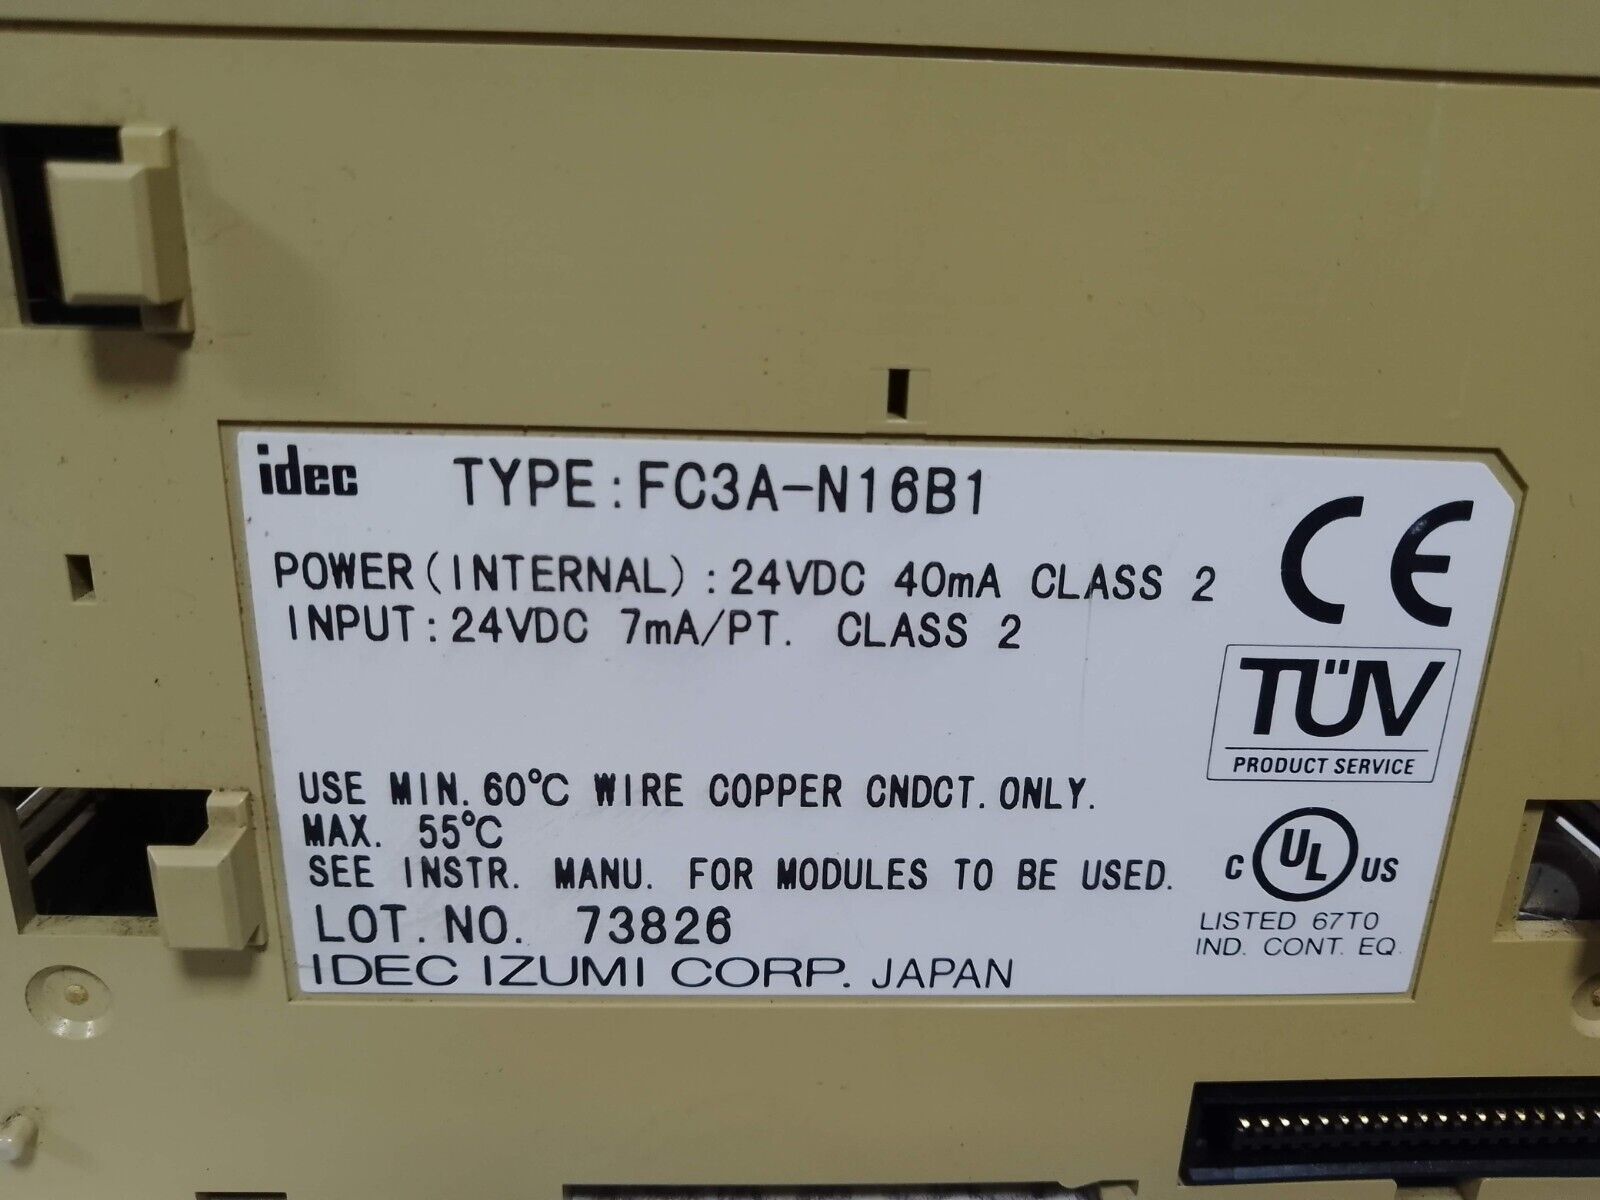 idec TYPE:FC3A-N16B1
POWER(INTERNAL):24VDC 40mA CLASS 2
INPUT:24VDC 7mA/PT. CLASS 2
CE
TÜV
PRODUCT SERVICE
USE MIN.60°C WIRE COPPER CNDCT.ONLY.
MAX. 55°C
SEE INSTR. MANU. FOR MODULES TO BE USED.
C UL US
LISTED 67T0
IND. CONT. EQ.
LOT.NO. 73826
IDEC IZUMI CORP. JAPAN